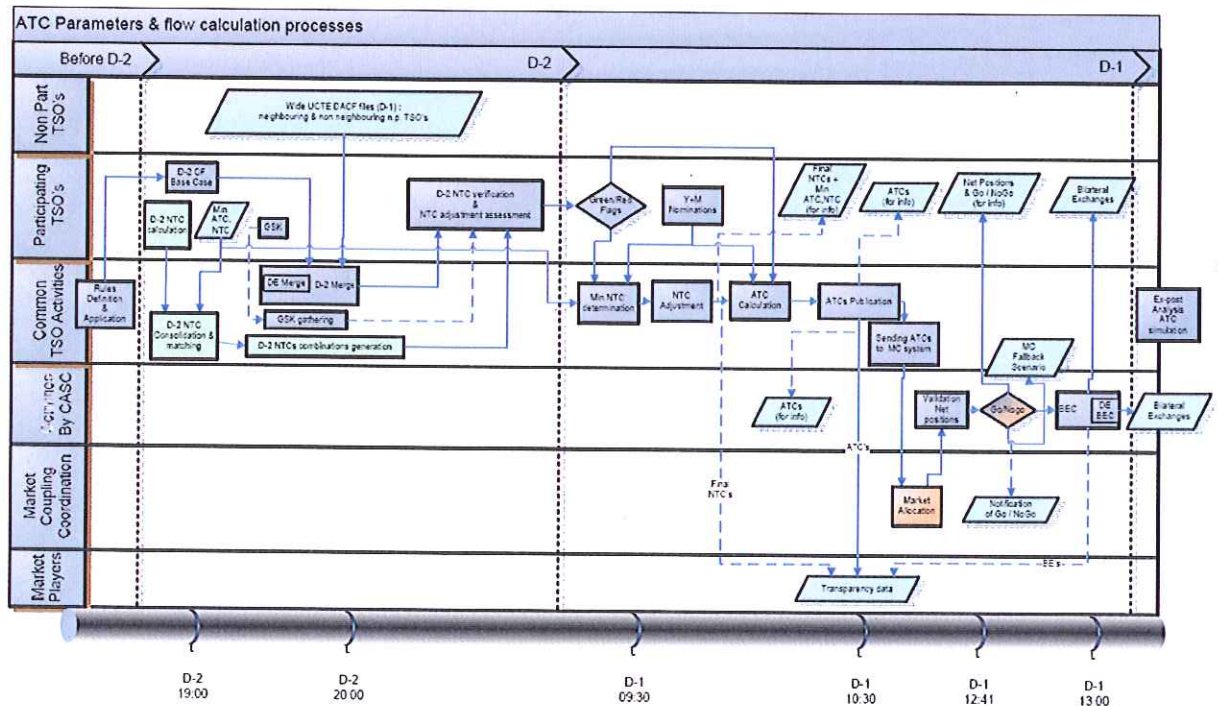 ATC Parameters & flow calculation processes
Before D-2
D-2
D-1
Non Part
TSO's
Wide UCTE DACF files (D-1) :
neighbouring & non neighbouring n.p. TSO's
Participating
TSO's
D-2 CF
Base Case
D-2 NTC
calculation
Min
ATC,
NTC
GSK
D-2 NTC verification
&
NTC adjustment assessment
Green/Red
Flags
Y+M
Nominations
Final
NTCs +
Min
ATC,NTC
(for info)
ATCs
(for info)
Net Positions
& Go / NoGo
(for info)
Bilateral
Exchanges
Common
TSO Activities
Rules
Definition
&
Application
DE Merge
D-2 Merge
GSK gathering
D-2 NTC
Consolidation &
matching
D-2 NTCs combinations generation
Min NTC
determination
NTC
Adjustment
ATC
Calculation
ATCs Publication
Sending ATCs
to MC system
MC
Fallback
Scenario
Ex-post
Analysis
ATC
simulation
By CASC
ATCs
(for info)
Validation
Net
positions
Go/Nogo
BEC
DE
BEC
Bilateral
Exchanges
ATC's
Market
Coupling
Coordination
Final
NTC's
Market
Allocation
Notification
of Go / NoGo
Market
Players
BE's
Transparency data
D-2
19:00
D-2
20:00
D-1
09:30
D-1
10:30
D-1
12:41
D-1
13:00